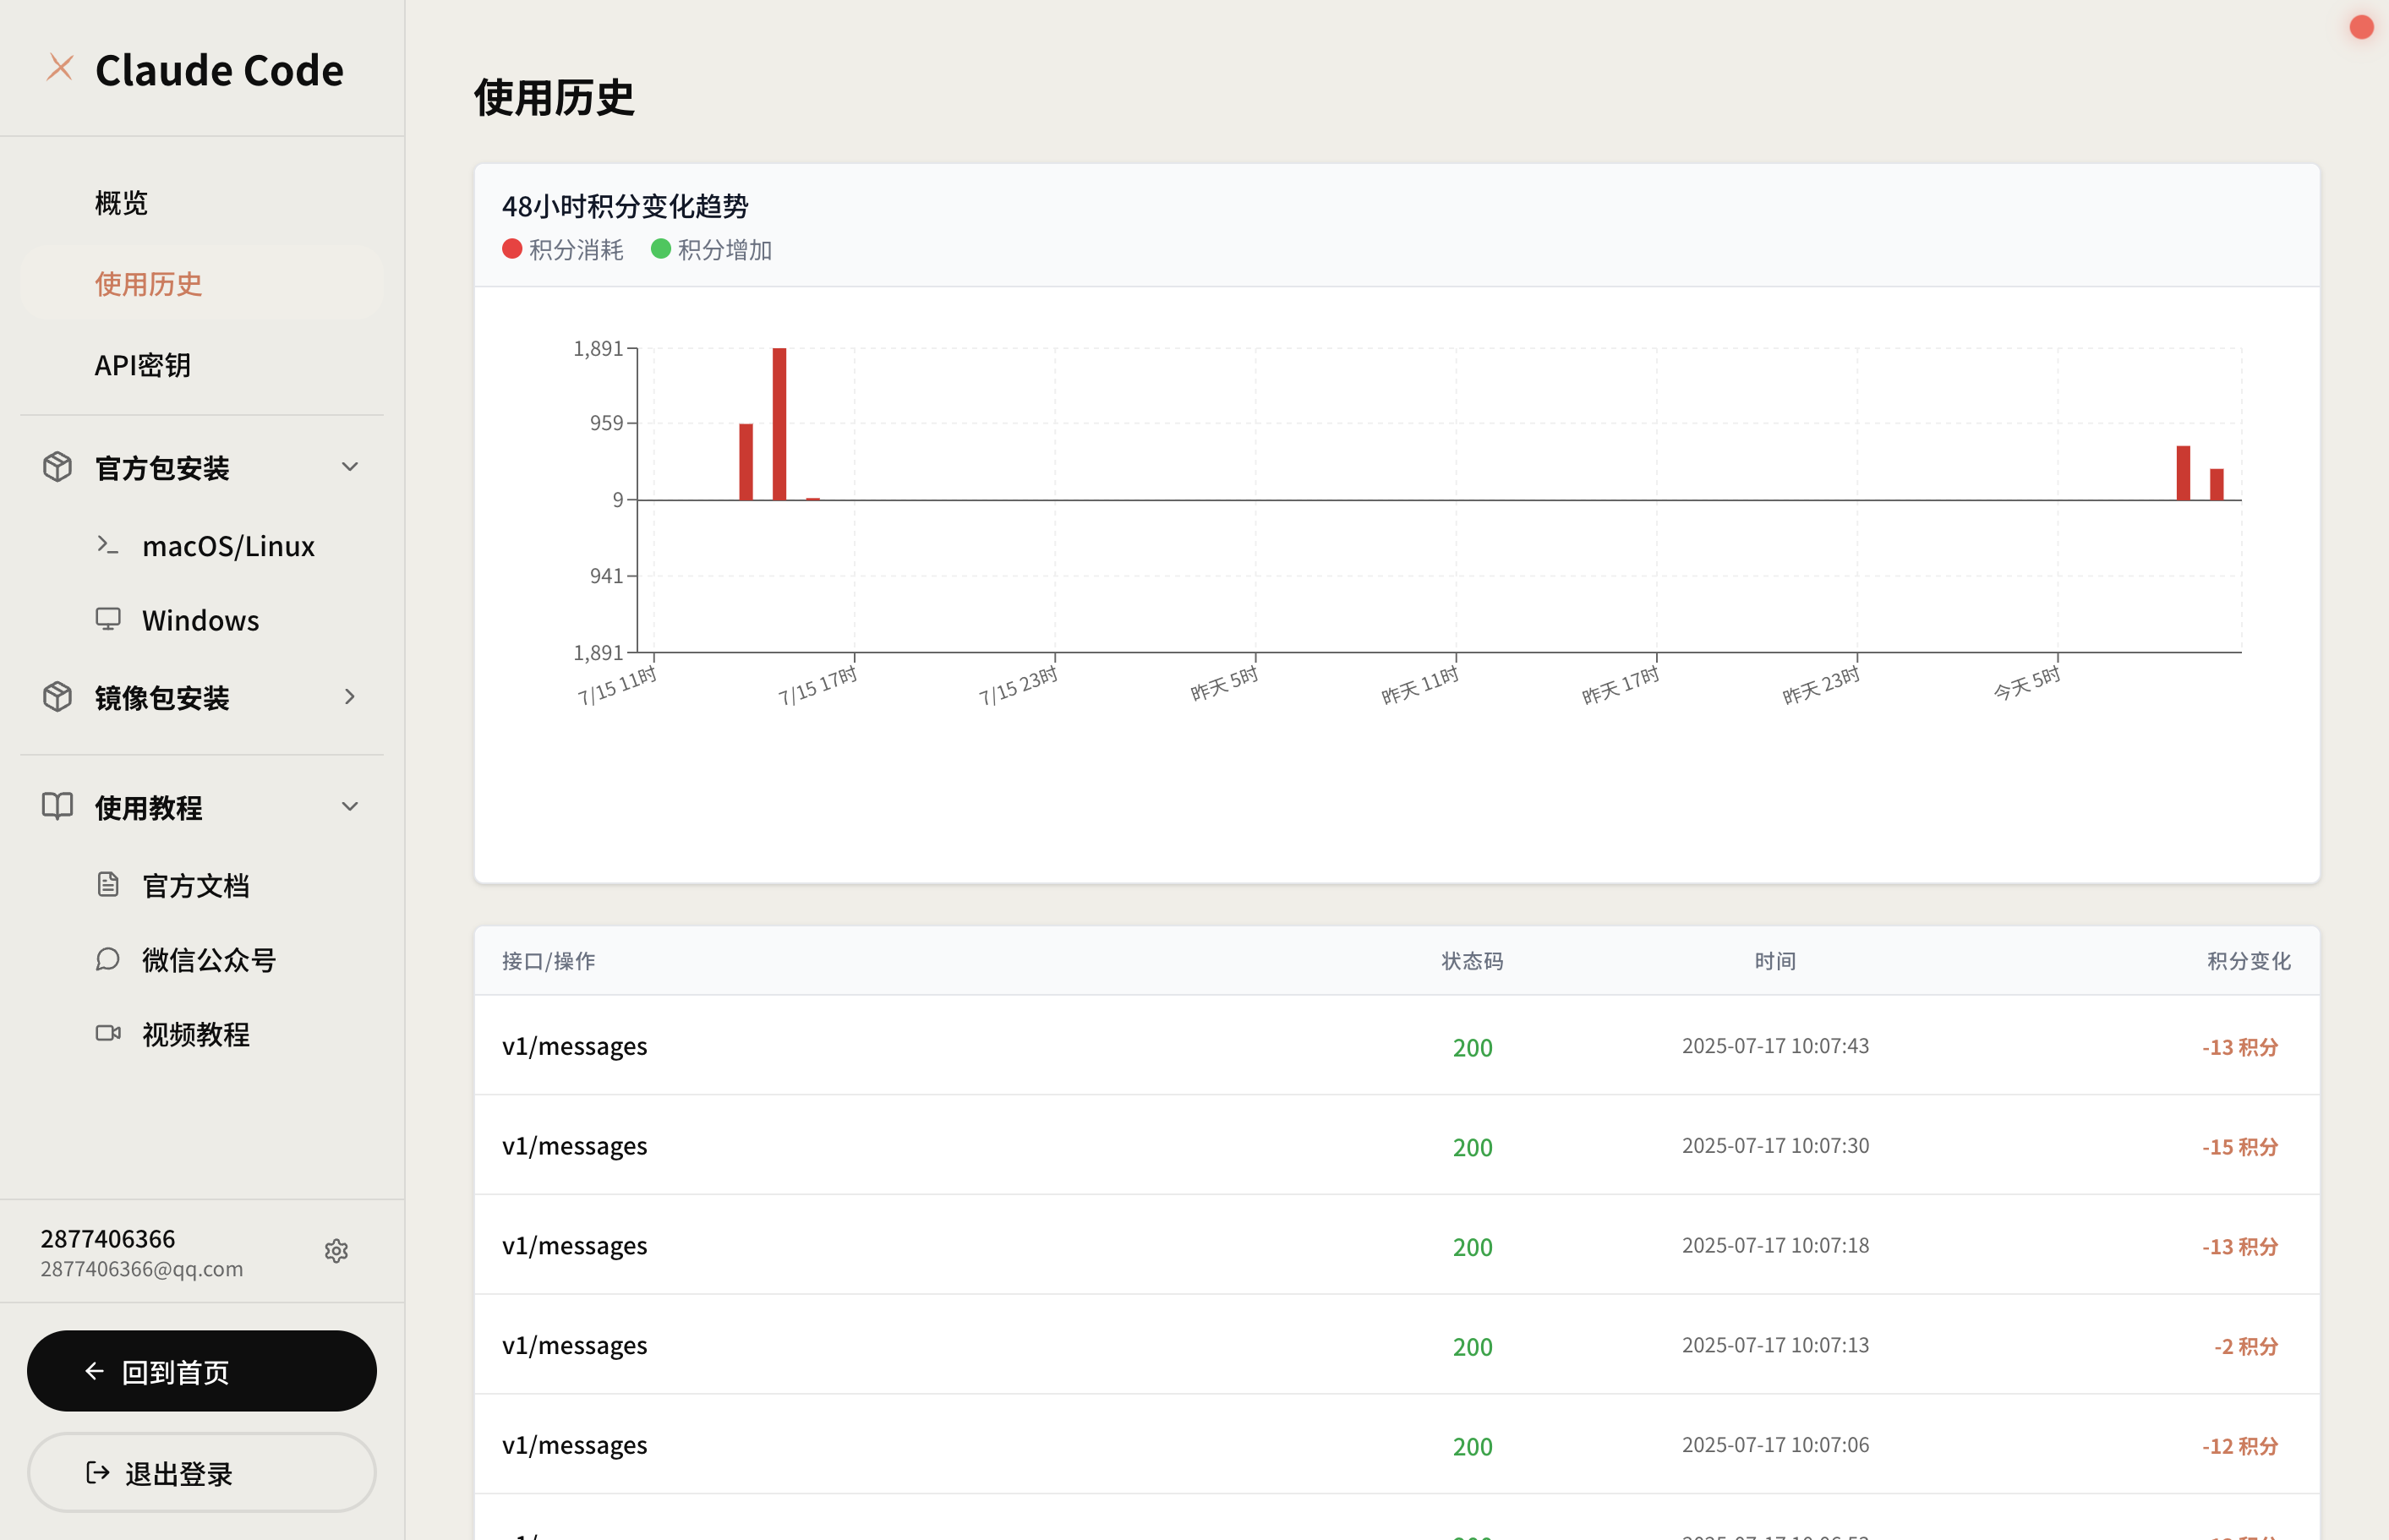 Claude Code
概览
使用历史
API密钥
官方包安装
macOS/Linux
Windows
镜像包安装
使用教程
官方文档
微信公众号
视频教程
2877406366
2877406366@qq.com
回到首页
退出登录
使用历史
48小时积分变化趋势
积分消耗 积分增加
1,891
959
9
941
1,891
7/15 11时 7/15 17时 7/15 23时 昨天 5时 昨天 11时 昨天 17时 昨天 23时 今天 5时
接口/操作 状态码 时间 积分变化
v1/messages 200 2025-07-17 10:07:43 -13 积分
v1/messages 200 2025-07-17 10:07:30 -15 积分
v1/messages 200 2025-07-17 10:07:18 -13 积分
v1/messages 200 2025-07-17 10:07:13 -2 积分
v1/messages 200 2025-07-17 10:07:06 -12 积分